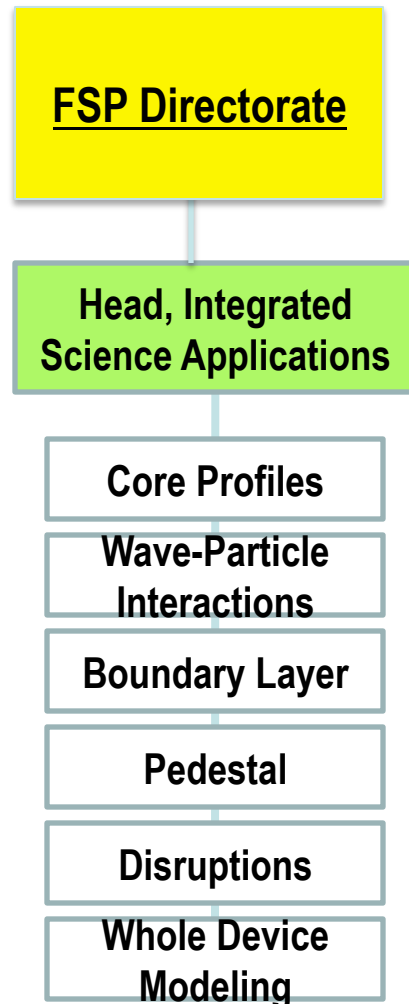 FSP Directorate
Head, Integrated
Science Applications
Core Profiles
Wave-Particle
Interactions
Boundary Layer
Pedestal
Disruptions
Whole Device
Modeling